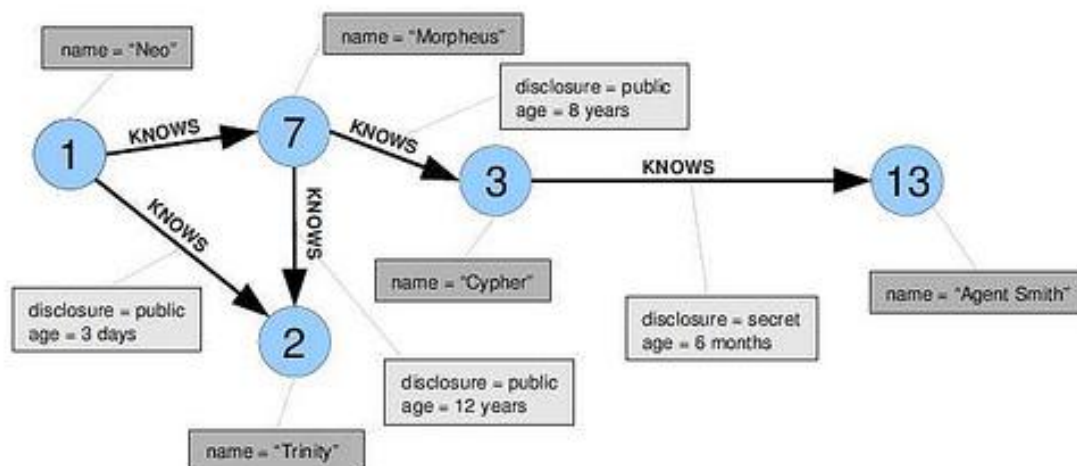 name = “Neo”
name = “Morpheus”
disclosure = public
age = 8 years
1
KNOWS
7
KNOWS
3
KNOWS
13
KNOWS
KNOWS
name = “Cypher”
name = “Agent Smith”
disclosure = public
age = 3 days
2
disclosure = secret
age = 6 months
disclosure = public
age = 12 years
name = “Trinity”